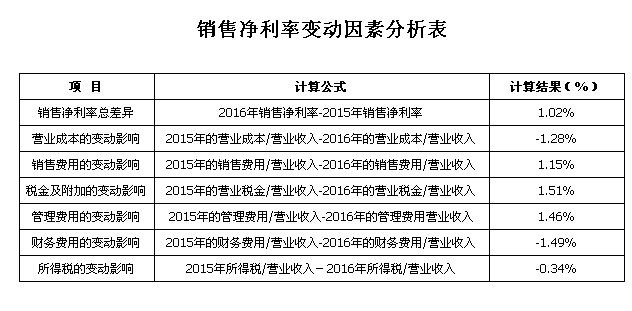 销售净利率变动因素分析表
项 目 计算公式 计算结果（%）
销售净利率总差异 2016年销售净利率-2015年销售净利率 1.02%
营业成本的变动影响 2015年的营业成本/营业收入-2016年的营业成本/营业收入 -1.28%
销售费用的变动影响 2015年的销售费用/营业收入-2016年的销售费用/营业收入 1.15%
税金及附加的变动影响 2015年的营业税金/营业收入-2016年的营业税金/营业收入 1.51%
管理费用的变动影响 2015年的管理费用/营业收入-2016年的管理费用营业收入 1.46%
财务费用的变动影响 2015年的财务费用/营业收入-2016年的财务费用/营业收入 -1.49%
所得税的变动影响 2015年所得税/营业收入－2016年所得税/营业收入 -0.34%